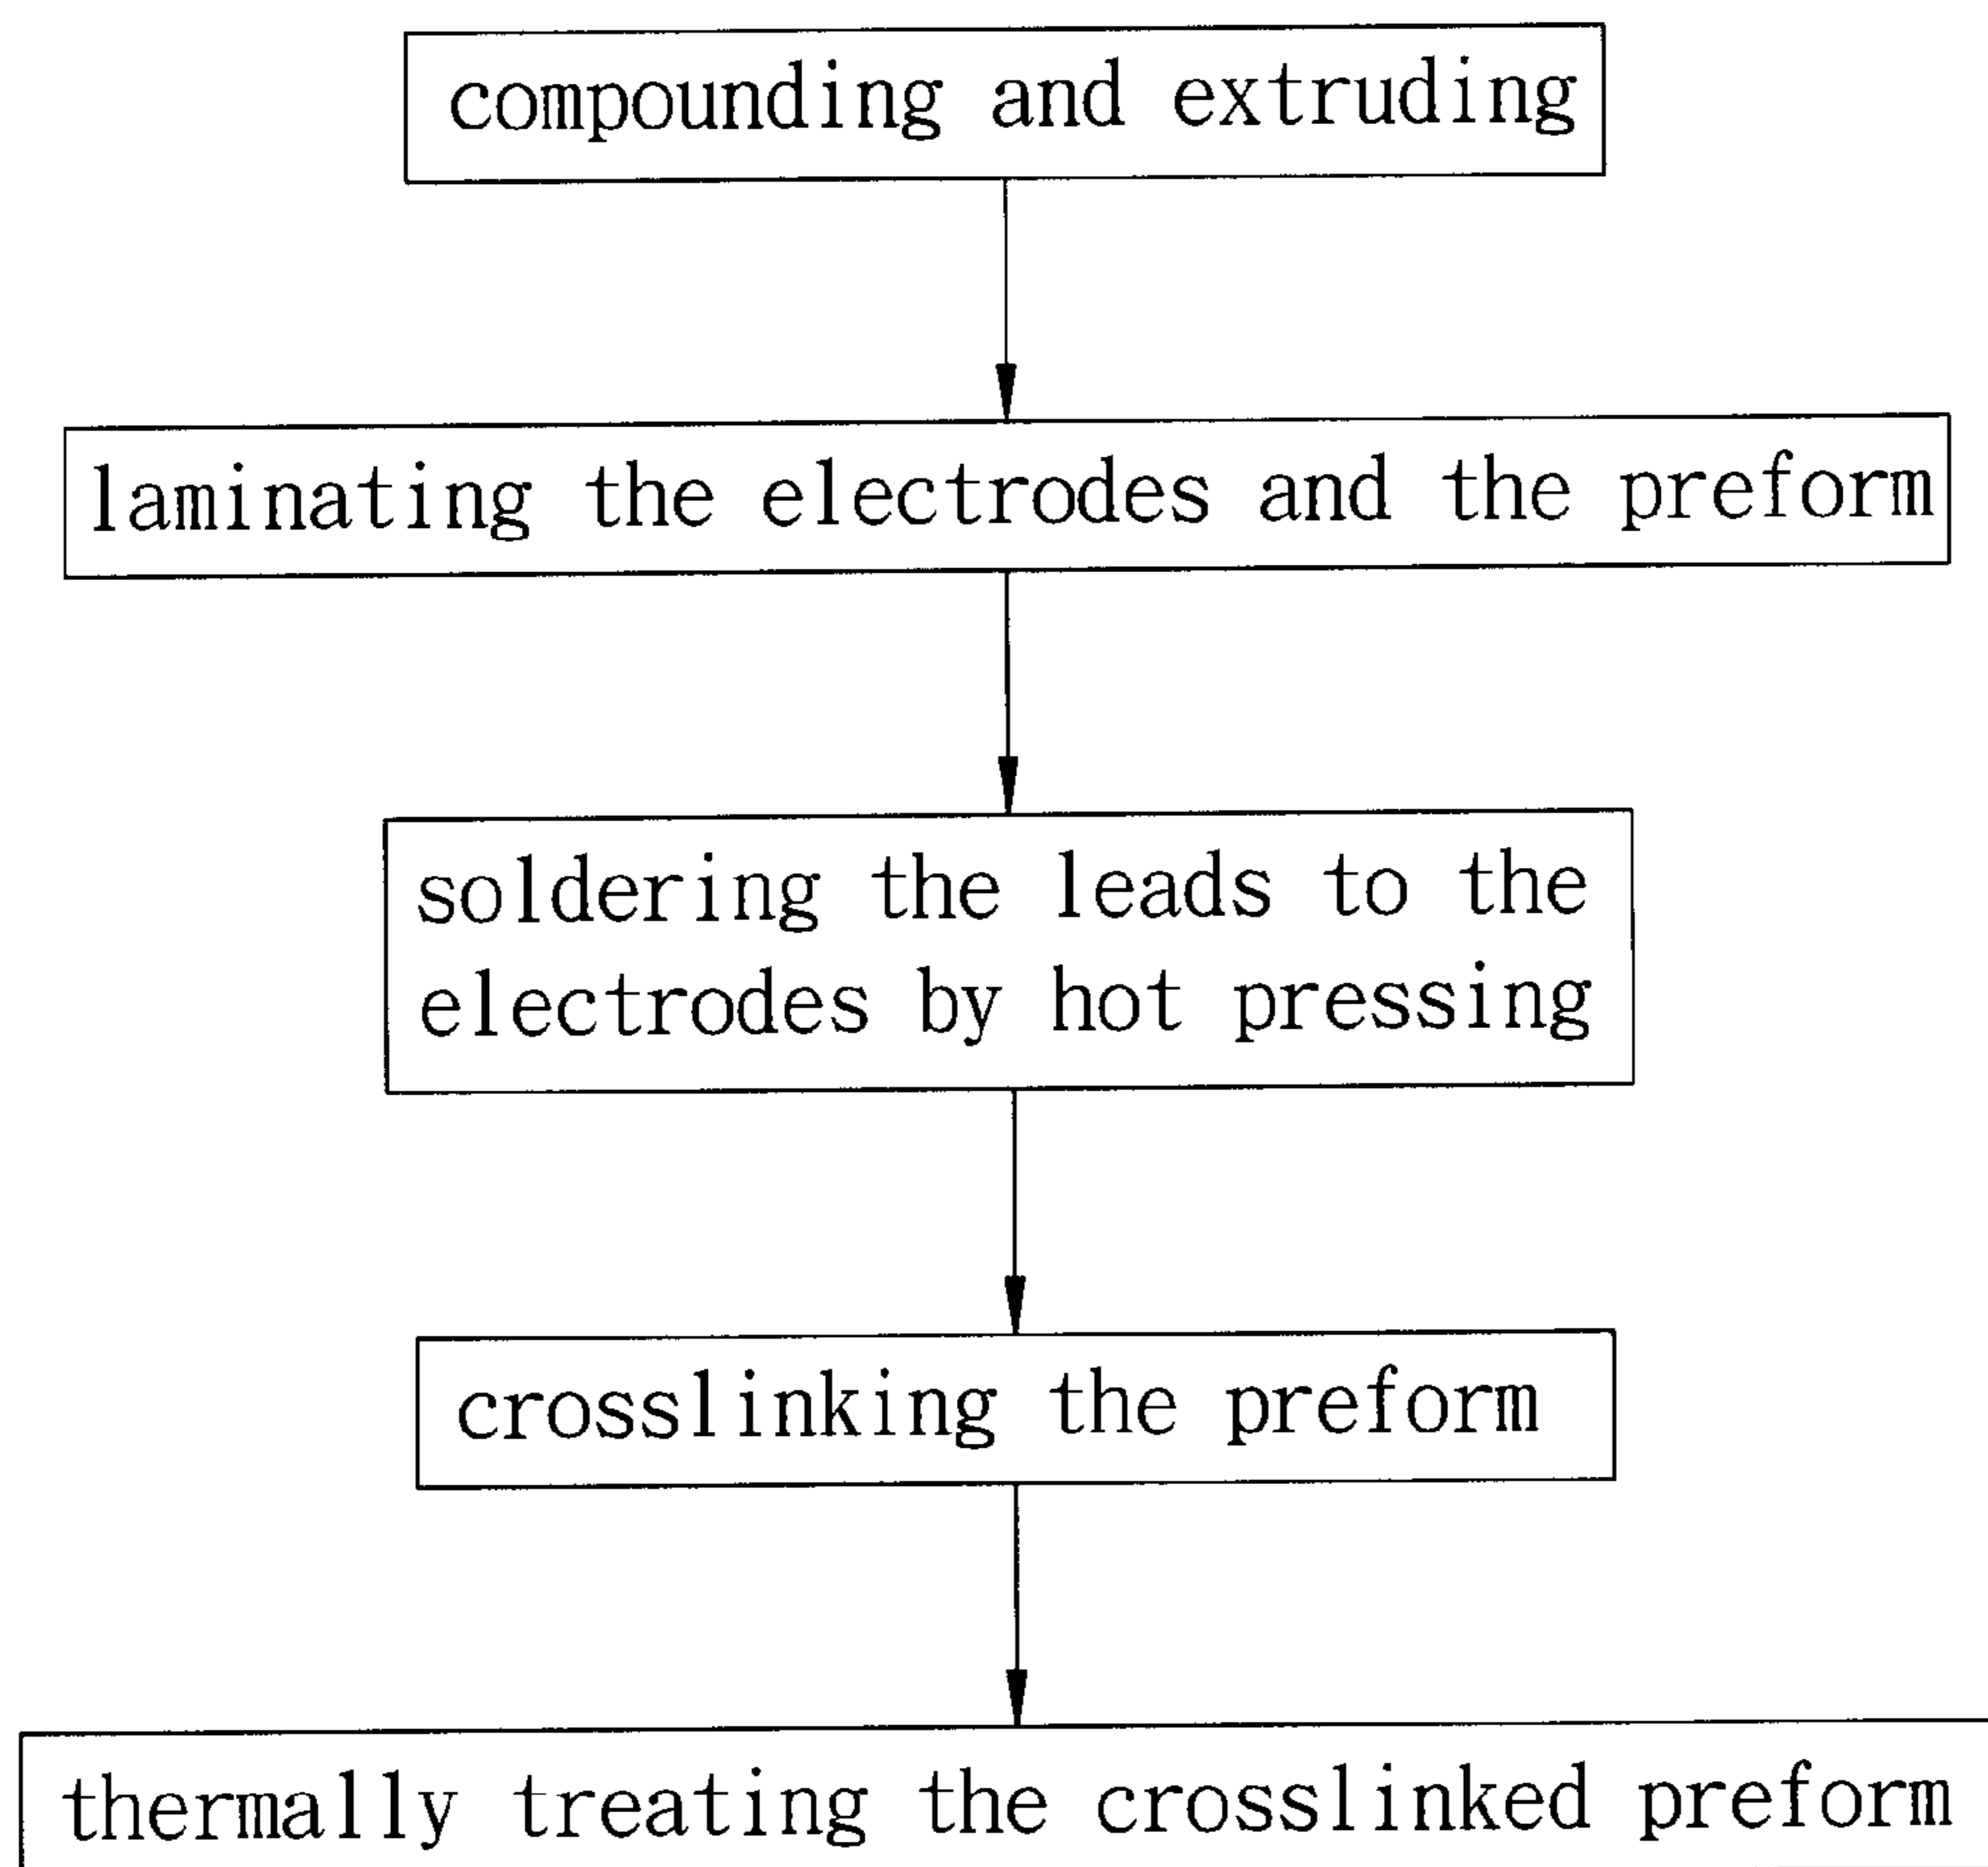 compounding and extruding
laminating the electrodes and the preform
soldering the leads to the
electrodes by hot pressing
crosslinking the preform
thermally treating the crosslinked preform